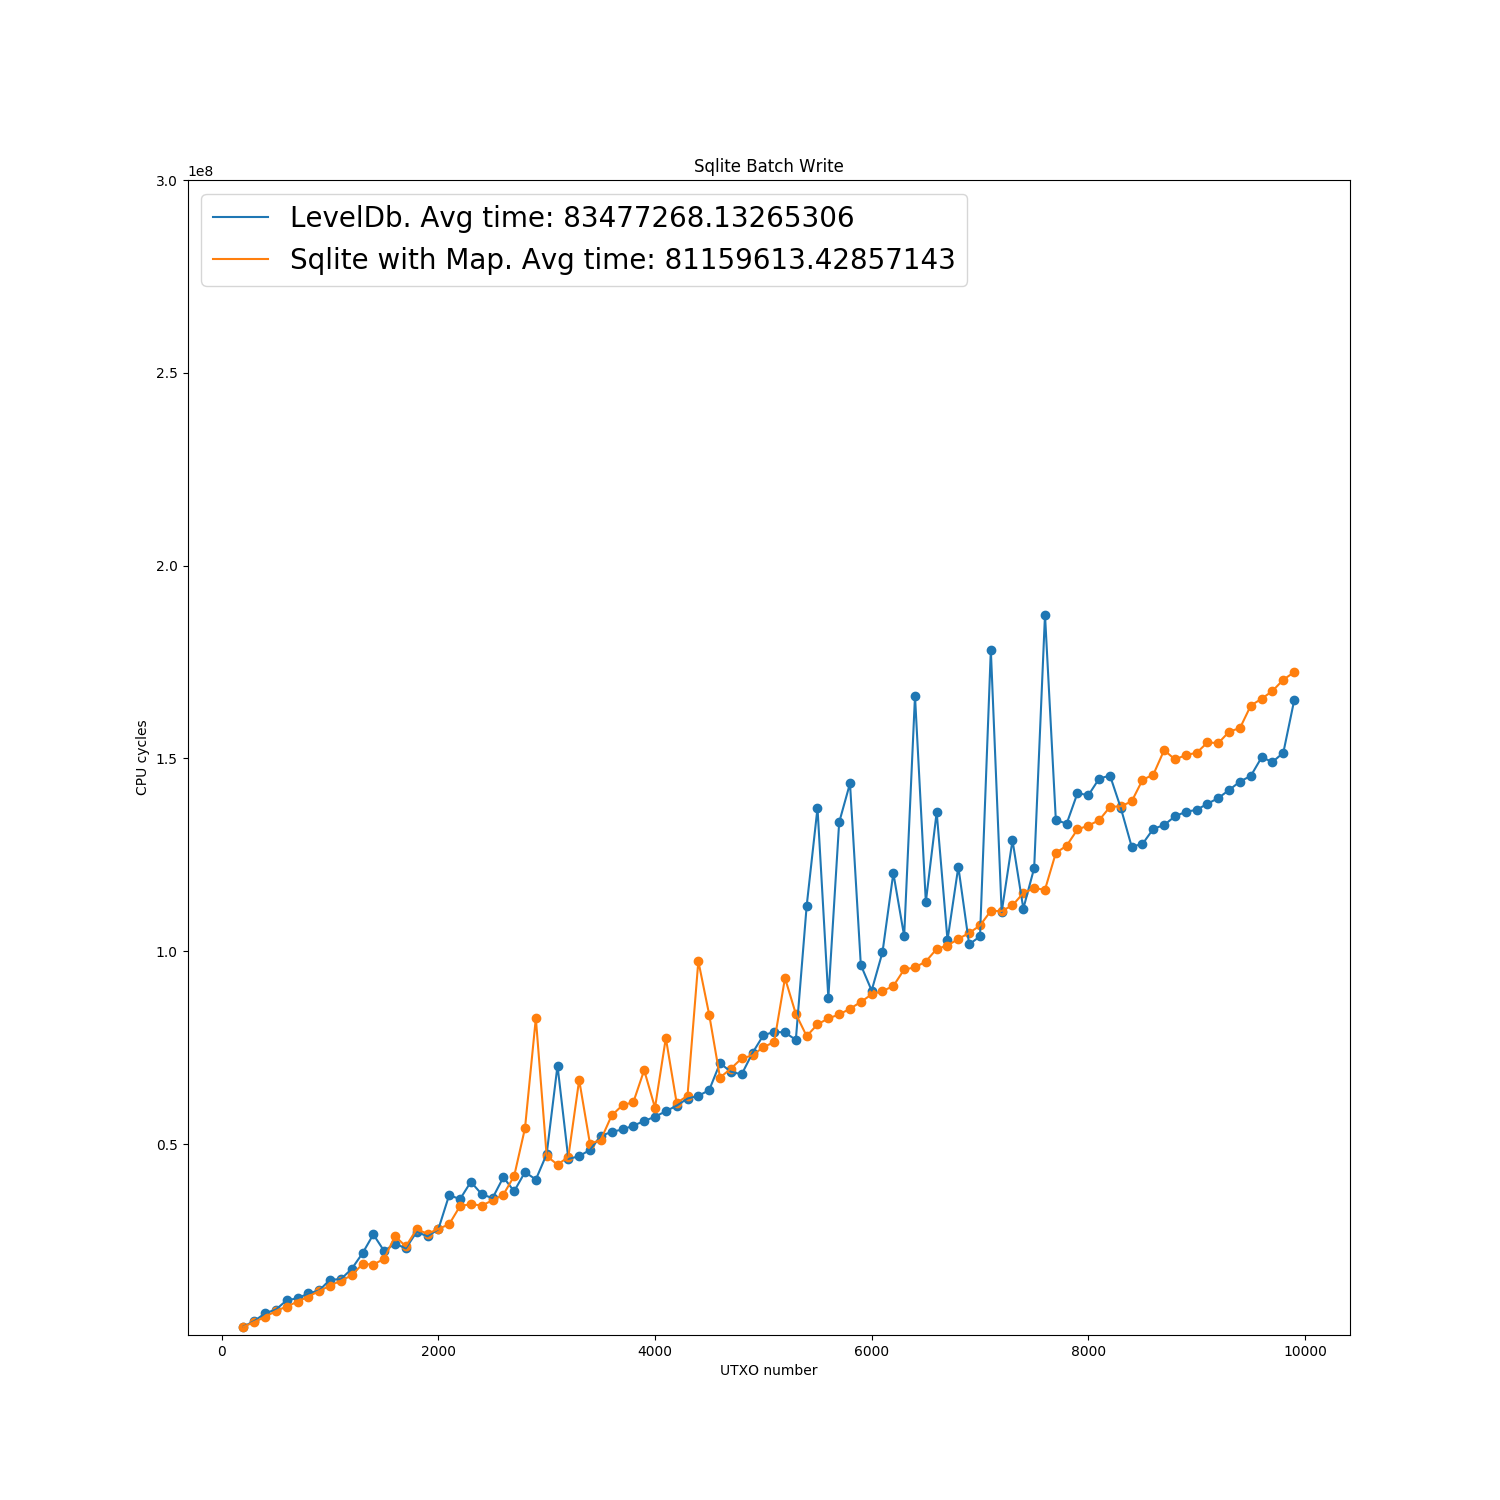 Sqlite Batch Write
1e8
LevelDb. Avg time: 83477268.13265306
Sqlite with Map. Avg time: 81159613.42857143
3.0
2.5
2.0
1.5
1.0
0.5
CPU cycles
0 2000 4000 6000 8000 10000
UTXO number